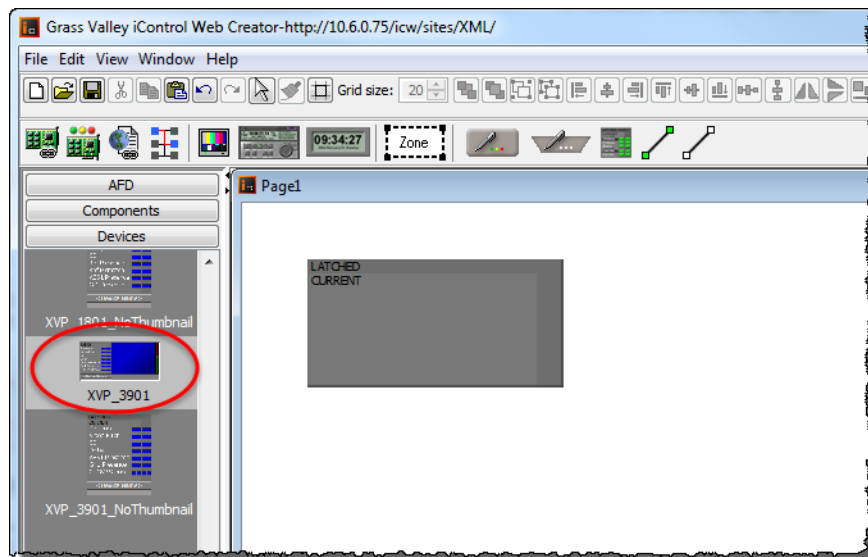 Grass Valley iControl Web Creator-http://10.6.0.75/icw/sites/XML/
File Edit View Window Help
Grid size: 20
09:34:27 Zone
AFD
Components
Devices
Page1
LATCHED
CURRENT
XVP_1801_NoThumbnail
XVP_3901
XVP_3901_NoThumbnail